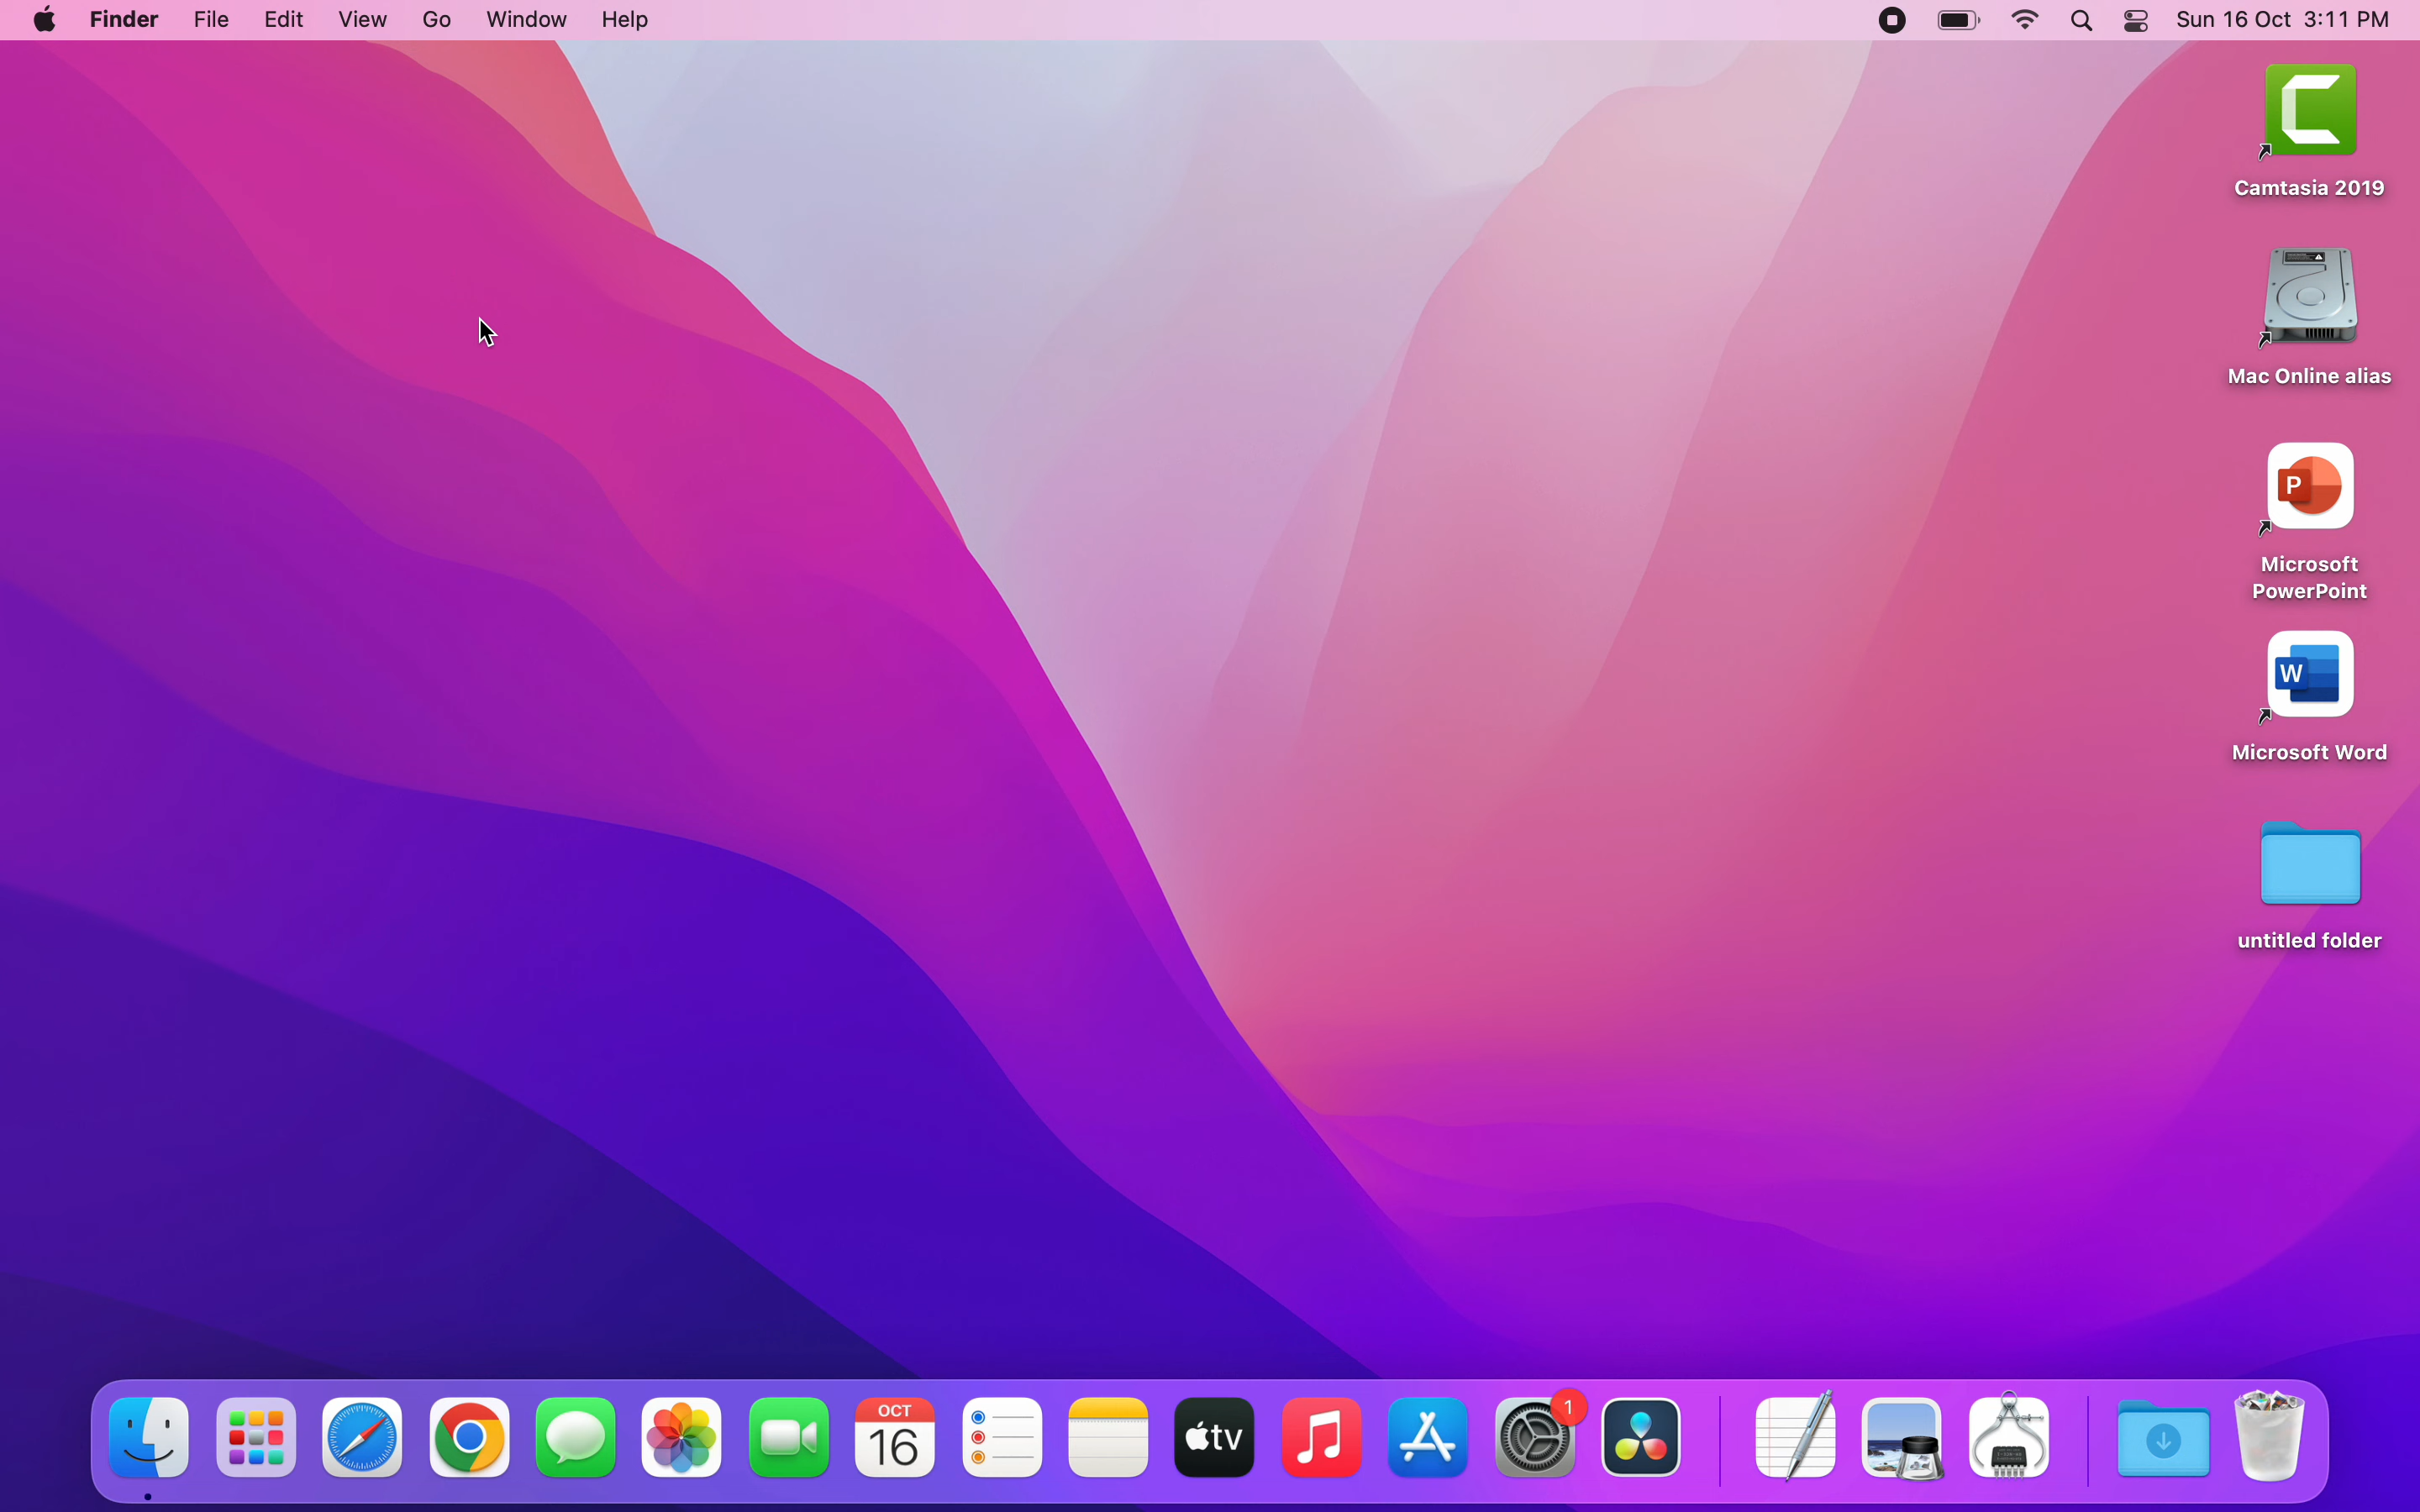 Finder File Edit View Go Window Help Sun 16 Oct 3:11 PM
Camtasia 2019
Mac Online alias
P
Microsoft
PowerPoint
W
Microsoft Word
untitled folder
OCT
16
tv
1